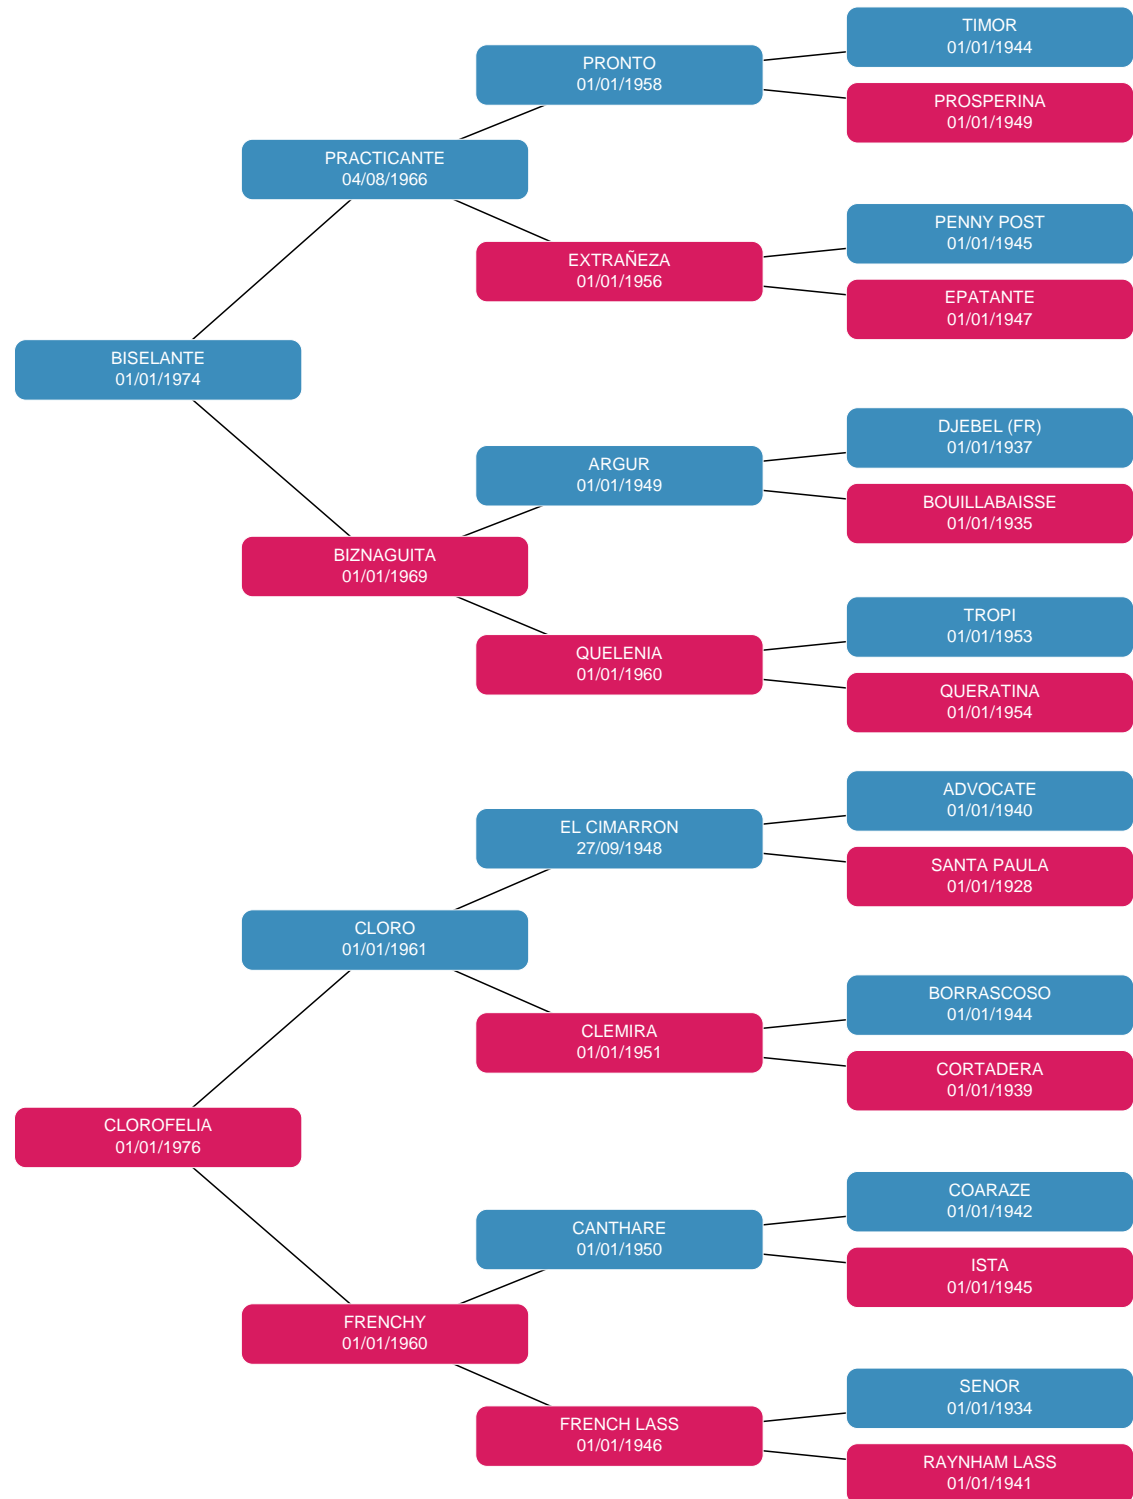 TIMOR
01/01/1944
PRONTO
01/01/1958
PROSPERINA
01/01/1949
PRACTICANTE
04/08/1966
PENNY POST
01/01/1945
EXTRAÑEZA
01/01/1956
EPATANTE
01/01/1947
BISELANTE
01/01/1974
DJEBEL (FR)
01/01/1937
ARGUR
01/01/1949
BOUILLABAISSE
01/01/1935
BIZNAGUITA
01/01/1969
TROPI
01/01/1953
QUELENIA
01/01/1960
QUERATINA
01/01/1954
ADVOCATE
01/01/1940
EL CIMARRON
27/09/1948
SANTA PAULA
01/01/1928
CLORO
01/01/1961
BORRASCOSO
01/01/1944
CLEMIRA
01/01/1951
CORTADERA
01/01/1939
CLOROFELIA
01/01/1976
COARAZE
01/01/1942
CANTHARE
01/01/1950
ISTA
01/01/1945
FRENCHY
01/01/1960
SENOR
01/01/1934
FRENCH LASS
01/01/1946
RAYNHAM LASS
01/01/1941